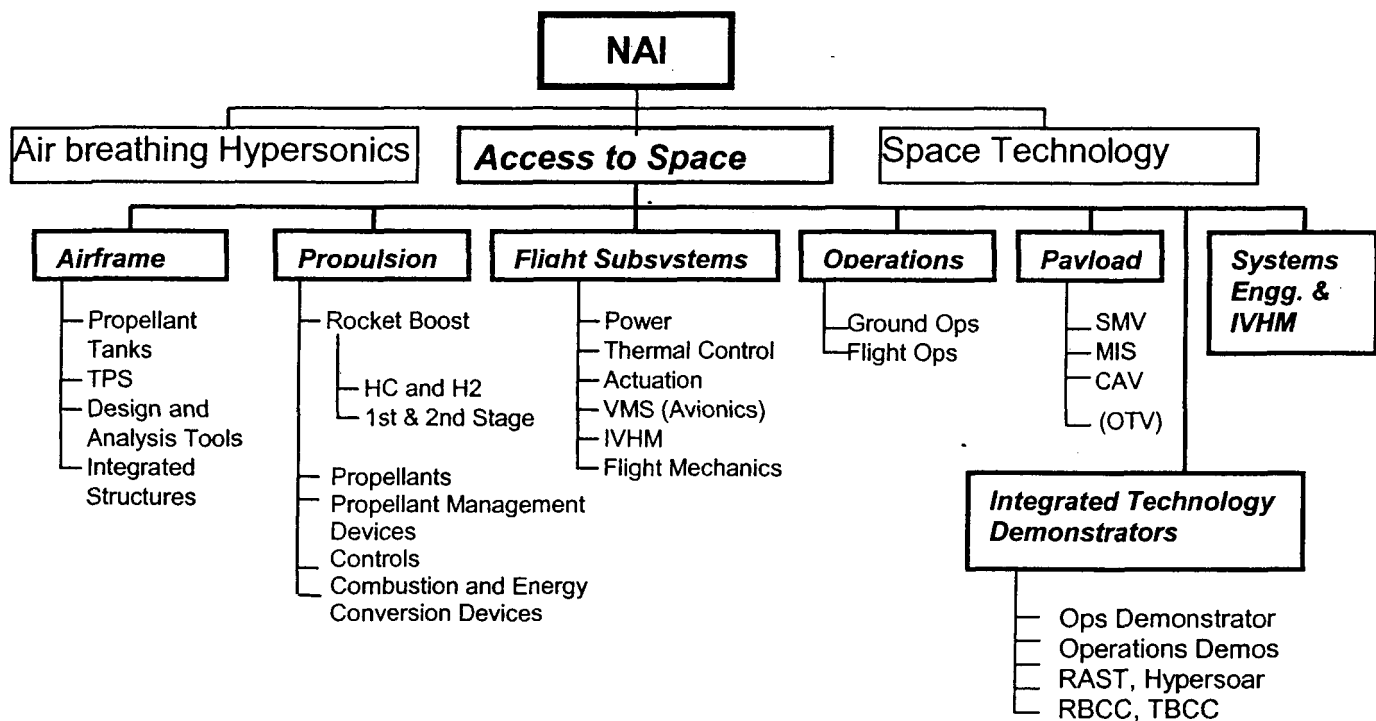 NAI
Air breathing Hypersonics
Access to Space
Space Technology
Airframe
Propellant
Tanks
TPS
Design and
Analysis Tools
Integrated
Structures
Propulsion
Rocket Boost
HC and H2
1st & 2nd Stage
Propellants
Propellant Management
Devices
Controls
Combustion and Energy
Conversion Devices
Flight Subsystems
Power
Thermal Control
Actuation
VMS (Avionics)
IVHM
Flight Mechanics
Operations
Ground Ops
Flight Ops
Payload
SMV
MIS
CAV
(OTV)
Integrated Technology
Demonstrators
Ops Demonstrator
Operations Demos
RAST, Hypersoar
RBCC, TBCC
Systems
Engg. &
IVHM